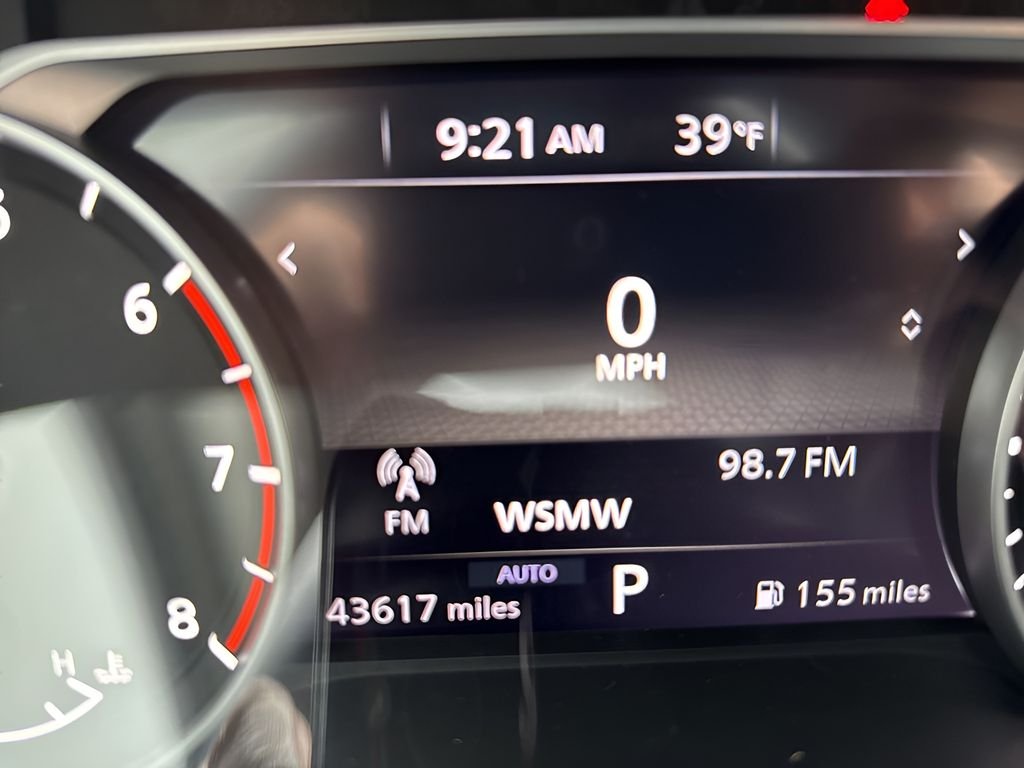 9:21 AM 39°F
<
>
0
MPH
6
7
8
H
98.7 FM
FM
WSMW
AUTO
P
43617 miles
155 miles